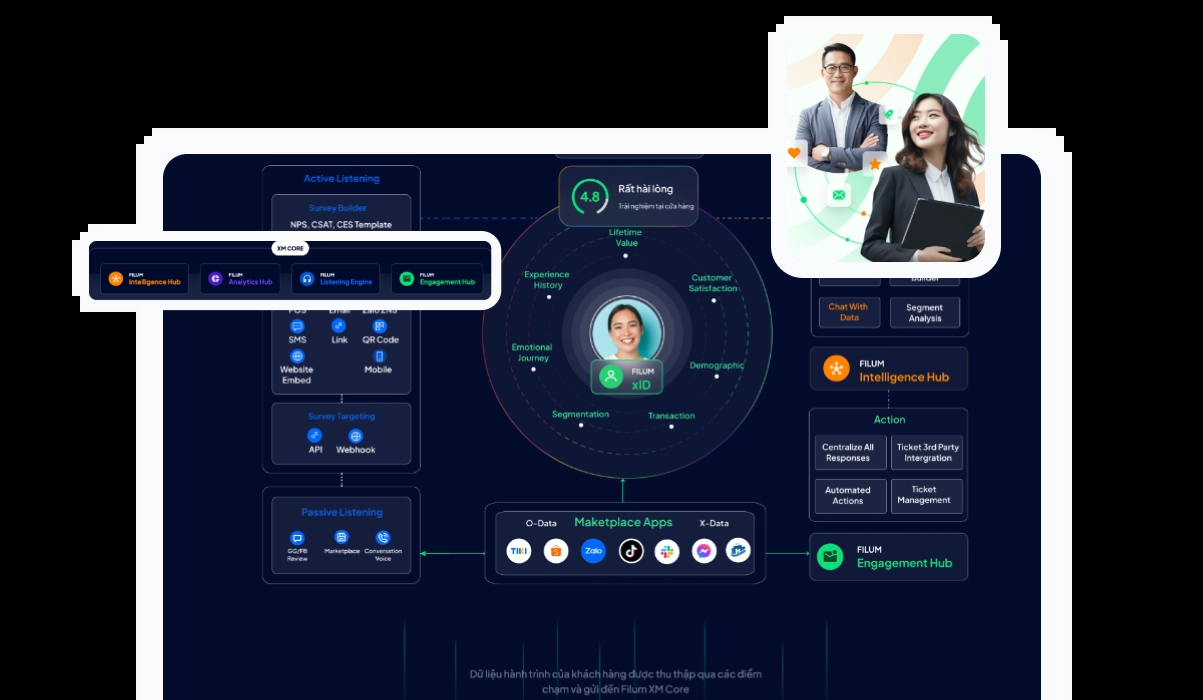 Active Listening
Survey Builder
NPS, CSAT, CES Template
XM CORE
FILUM
Intelligence Hub
FILUM
Analytics Hub
FILUM
Listening Engine
FILUM
Engagement Hub
POS Email Zalo ZNS
SMS Link QR Code
Website
Embed
Mobile
Survey Targeting
API Webhook
Passive Listening
GG/FB
Review
Marketplace
Conversation
Voice
4.8
Rất hài lòng
Trải nghiệm tại cửa hàng
Lifetime
Value
Experience
History
Customer
Satisfaction
Emotional
Journey
Demographic
FILUM
xID
Segmentation
Transaction
O-Data Maketplace Apps X-Data
TIKI
Zalo
Builder
Chat With
Data
Segment
Analysis
FILUM
Intelligence Hub
Action
Centralize All
Responses
Ticket 3rd Party
Intergration
Automated
Actions
Ticket
Management
FILUM
Engagement Hub
Dữ liệu hành trình của khách hàng được thu thập qua các điểm
chạm và gửi đến Filum XM Core